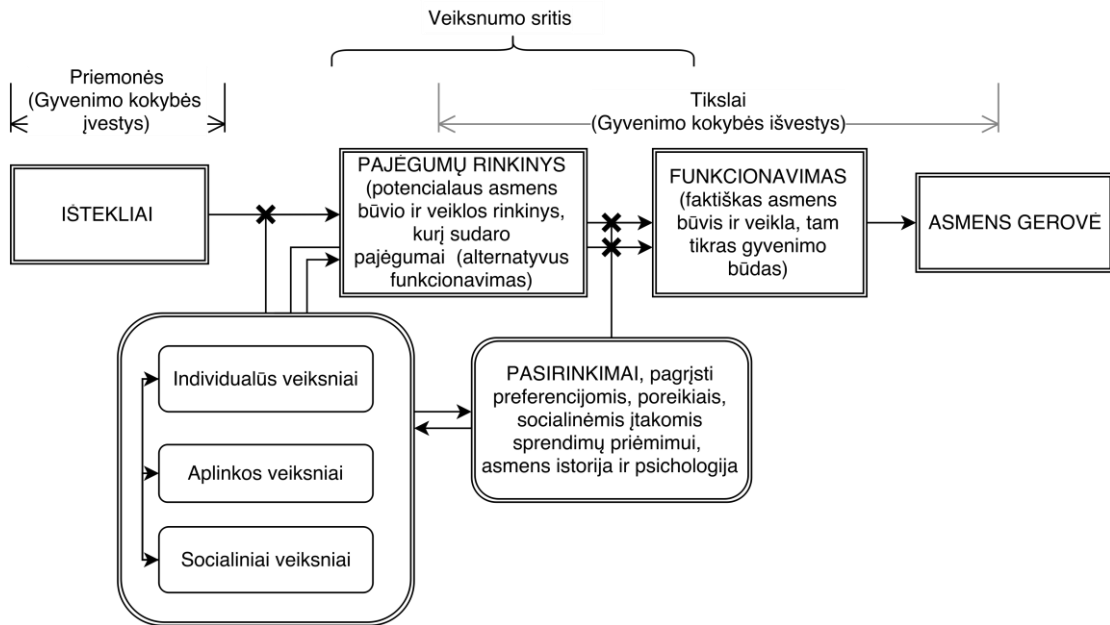 Veiksnumo sritis
Priemonės
(Gyvenimo kokybės
įvestys)
Tikslai
(Gyvenimo kokybės išvestys)
IŠTEKLIAI
PAJĖGUMŲ RINKINYS
(potencialaus asmens
būvio ir veiklos rinkinys,
kurį sudaro
pajėgumai (alternatyvus
funkcionavimas)
FUNKCIONAVIMAS
(faktiškas asmens
būvis ir veikla, tam
tikras gyvenimo
būdas)
ASMENS GEROVĖ
Individualūs veiksniai
Aplinkos veiksniai
Socialiniai veiksniai
PASIRINKIMAI, pagrįsti
preferencijomis, poreikiais,
socialinėmis įtakomis
sprendimų priėmimui,
asmens istorija ir psichologija